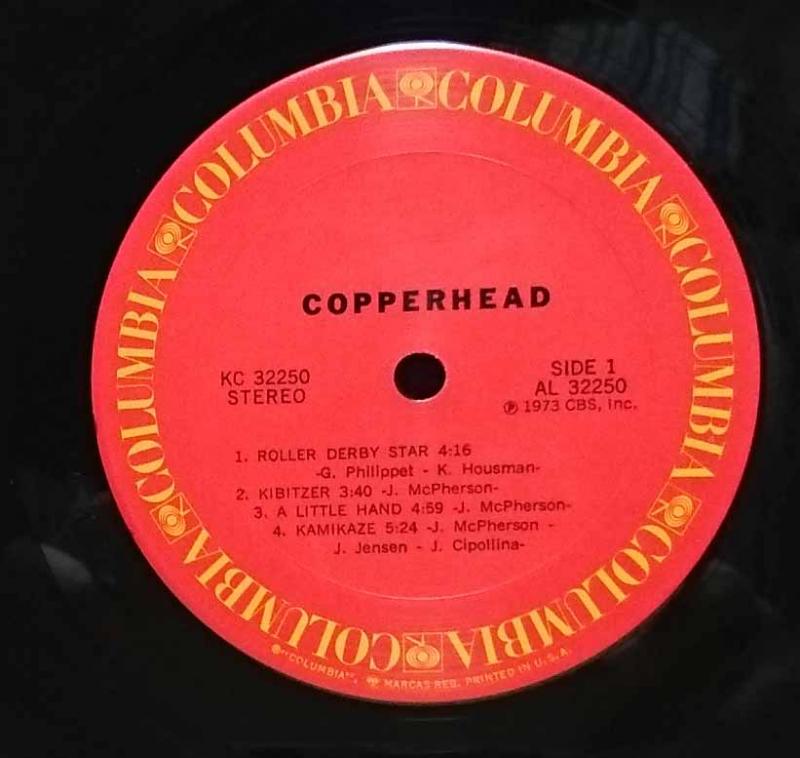 COLUMBIA COLUMBIA COLUMBIA COLUMBIA COLUMBIA COLUMBIA
COPPERHEAD
KC 32250
STEREO
SIDE 1
AL 32250
℗ 1973 CBS, Inc.
1. ROLLER DERBY STAR 4:16
-G. Phillppet - K. Housman-
2. KIBITZER 3:40 -J. McPherson-
3. A LITTLE HAND 4:59 -J. McPherson-
4. KAMIKAZE 5:24 -J. McPherson -
J. Jensen - J. Cipollina-
®"COLUMBIA", MARCAS REG. PRINTED IN U.S.A.